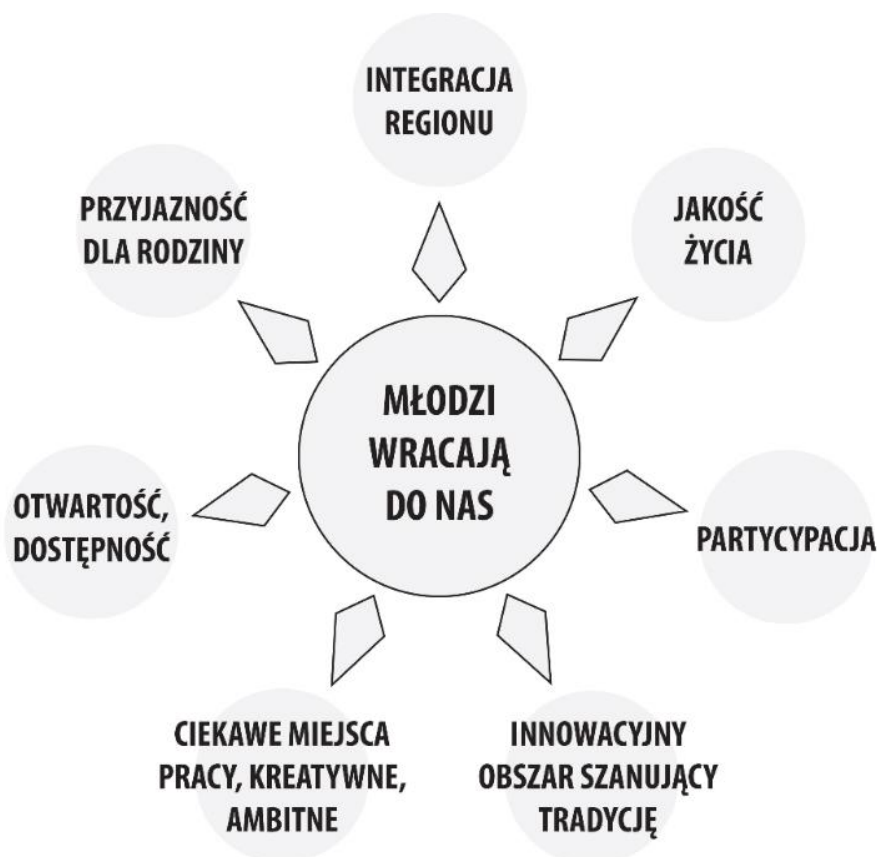 INTEGRACJA
REGIONU
PRZYJAZNOŚĆ
DLA RODZINY
JAKOŚĆ
ŻYCIA
MŁODZI
WRACAJĄ
DO NAS
OTWARTOŚĆ,
DOSTĘPNOŚĆ
PARTYCYPACJA
CIEKAWE MIEJSCA
PRACY, KREATYWNE,
AMBITNE
INNOWACYJNY
OBSZAR SZANUJĄCY
TRADYCJĘ